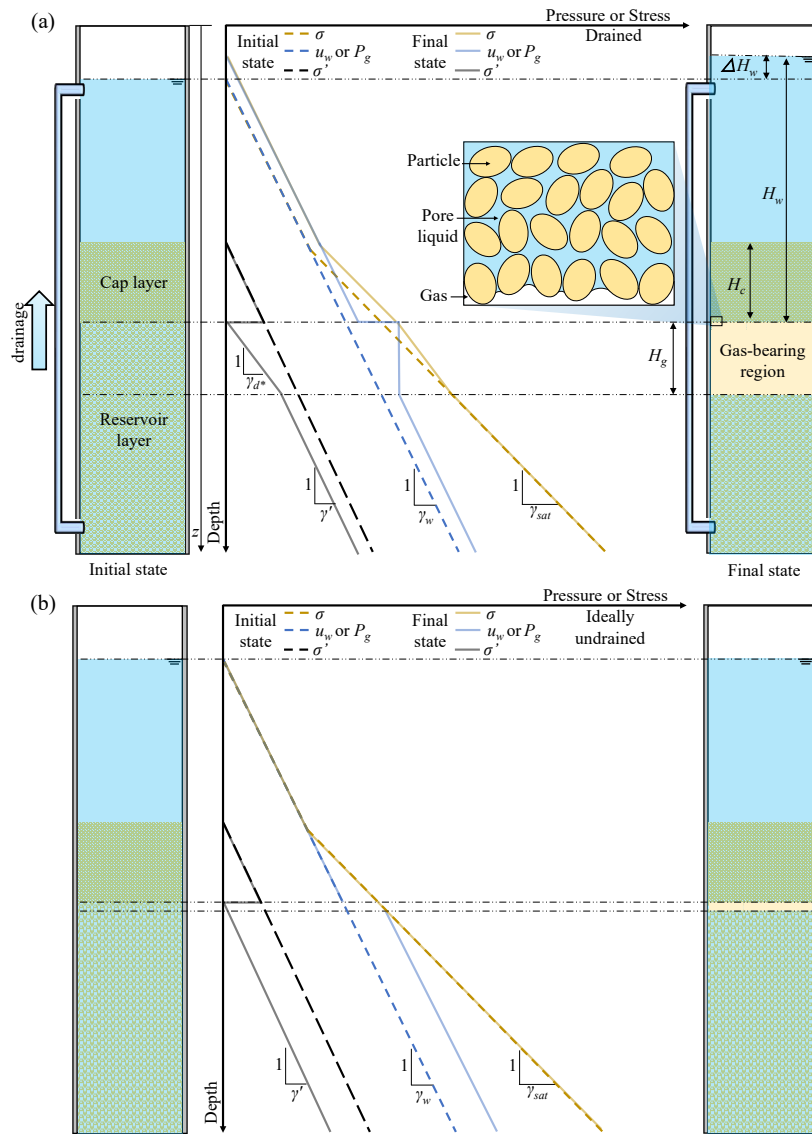 (a)
Pressure or Stress
Drained
Initial state
σ
u_w or P_g
σ'
Final state
σ
u_w or P_g
σ'
ΔH_w
H_w
Particle
Pore liquid
Gas
H_c
Cap layer
drainage
H_g
Gas-bearing region
1
γ_d*
Reservoir layer
1
γ'
1
γ_w
1
γ_sat
z
Depth
Initial state
Final state
(b)
Pressure or Stress
Ideally undrained
Initial state
σ
u_w or P_g
σ'
Final state
σ
u_w or P_g
σ'
1
γ'
1
γ_w
1
γ_sat
Depth